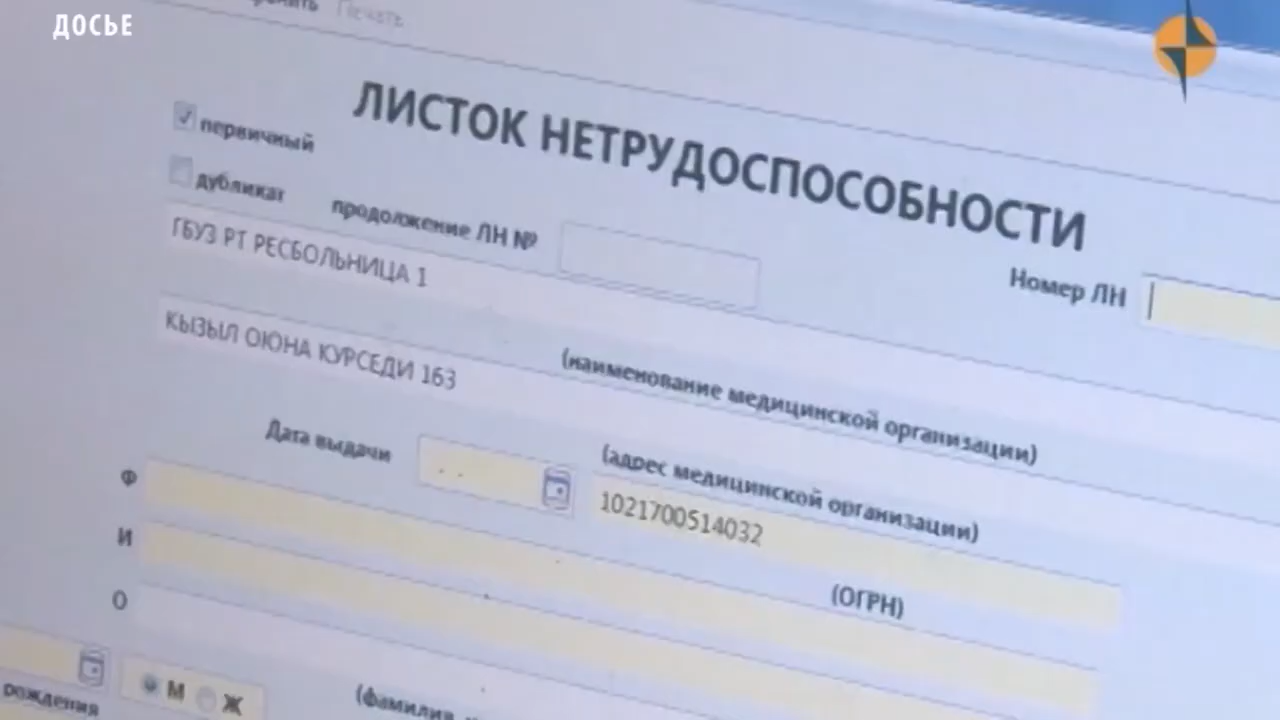 ДОСЬЕ
Печать
ЛИСТОК НЕТРУДОСПОСОБНОСТИ
первичный
дубликат
продолжение ЛН №
Номер ЛН
ГБУЗ РТ РЕСБОЛЬНИЦА 1
(наименование медицинской организации)
КЫЗЫЛ ОЮНА КУРСЕДИ 163
(адрес медицинской организации)
Дата выдачи
. .
1021700514032
(ОГРН)
Ф
И
О
М Ж
рождения
(фамилия